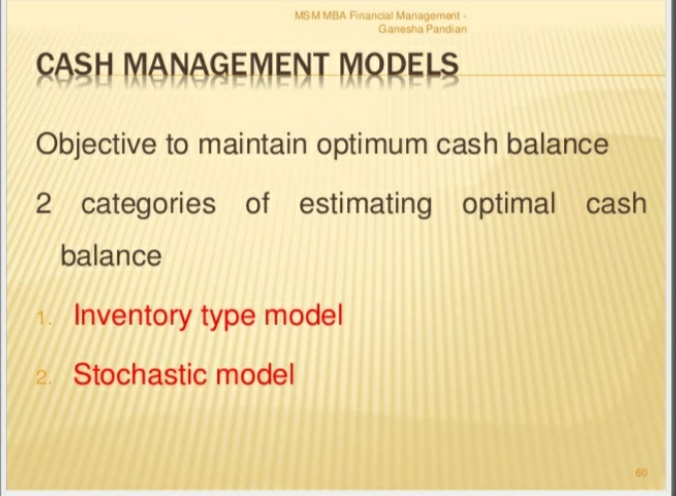 MSM MBA Financial Management -
Ganesha Pandian
CASH MANAGEMENT MODELS
Objective to maintain optimum cash balance
2 categories of estimating optimal cash
balance
1. Inventory type model
2. Stochastic model
60